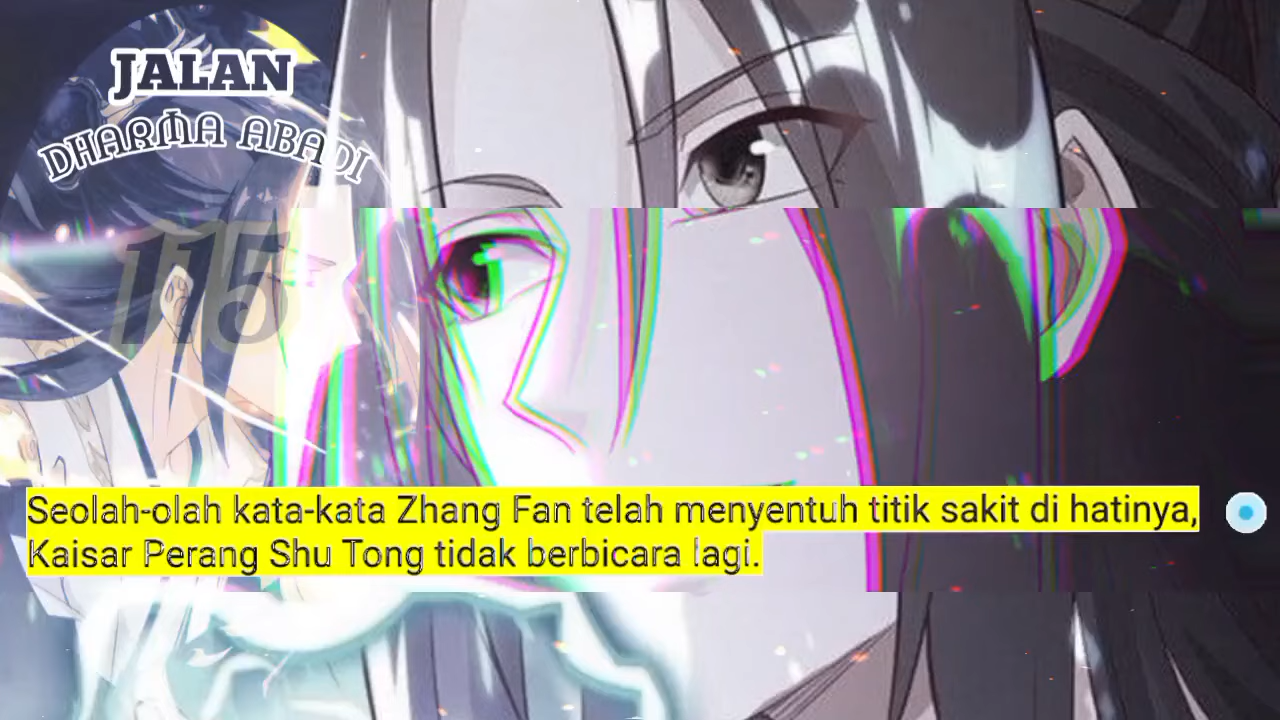 JALAN
DHARMA ABADI
115
Seolah-olah kata-kata Zhang Fan telah menyentuh titik sakit di hatinya,
Kaisar Perang Shu Tong tidak berbicara lagi.